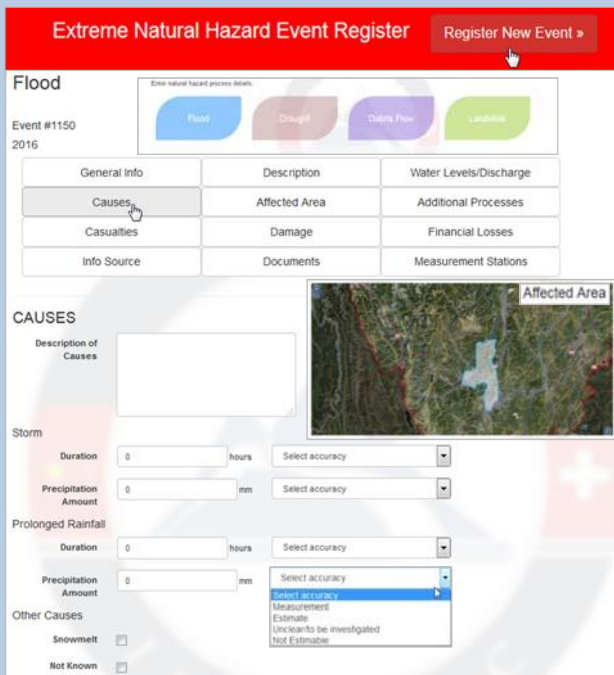 Extreme Natural Hazard Event Register
Register New Event »
Flood
Enter natural hazard process details.
Flood
Drought
Debris Flow
Landslide
Event #1150
2016
General Info
Description
Water Levels/Discharge
Causes
Affected Area
Additional Processes
Casualties
Damage
Financial Losses
Info Source
Documents
Measurement Stations
Affected Area
CAUSES
Description of
Causes
Storm
Duration 0 hours Select accuracy
Precipitation
Amount 0 mm Select accuracy
Prolonged Rainfall
Duration 0 hours Select accuracy
Precipitation
Amount 0 mm Select accuracy
Select accuracy
Measurement
Estimate
Unclear/to be investigated
Not Estimable
Other Causes
Snowmelt
Not Known